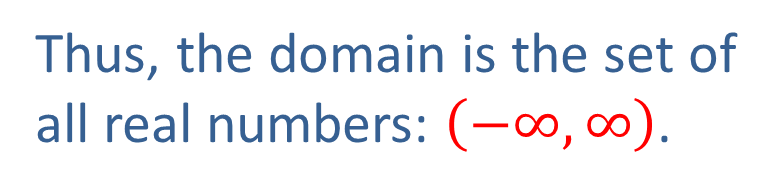 Thus, the domain is the set of
all real numbers: (−∞, ∞).